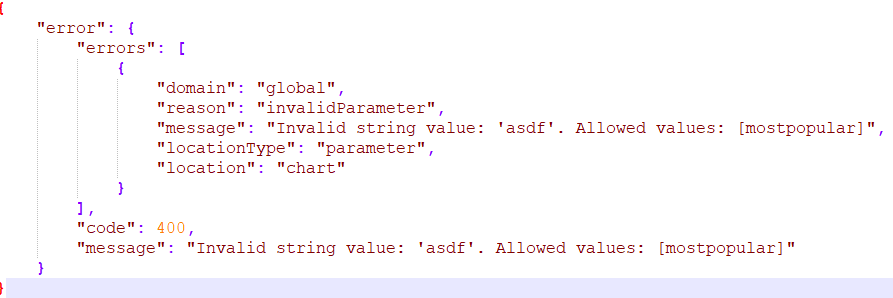 {
    "error": {
        "errors": [
            {
                "domain": "global",
                "reason": "invalidParameter",
                "message": "Invalid string value: 'asdf'. Allowed values: [mostpopular]",
                "locationType": "parameter",
                "location": "chart"
            }
        ],
        "code": 400,
        "message": "Invalid string value: 'asdf'. Allowed values: [mostpopular]"
    }
}